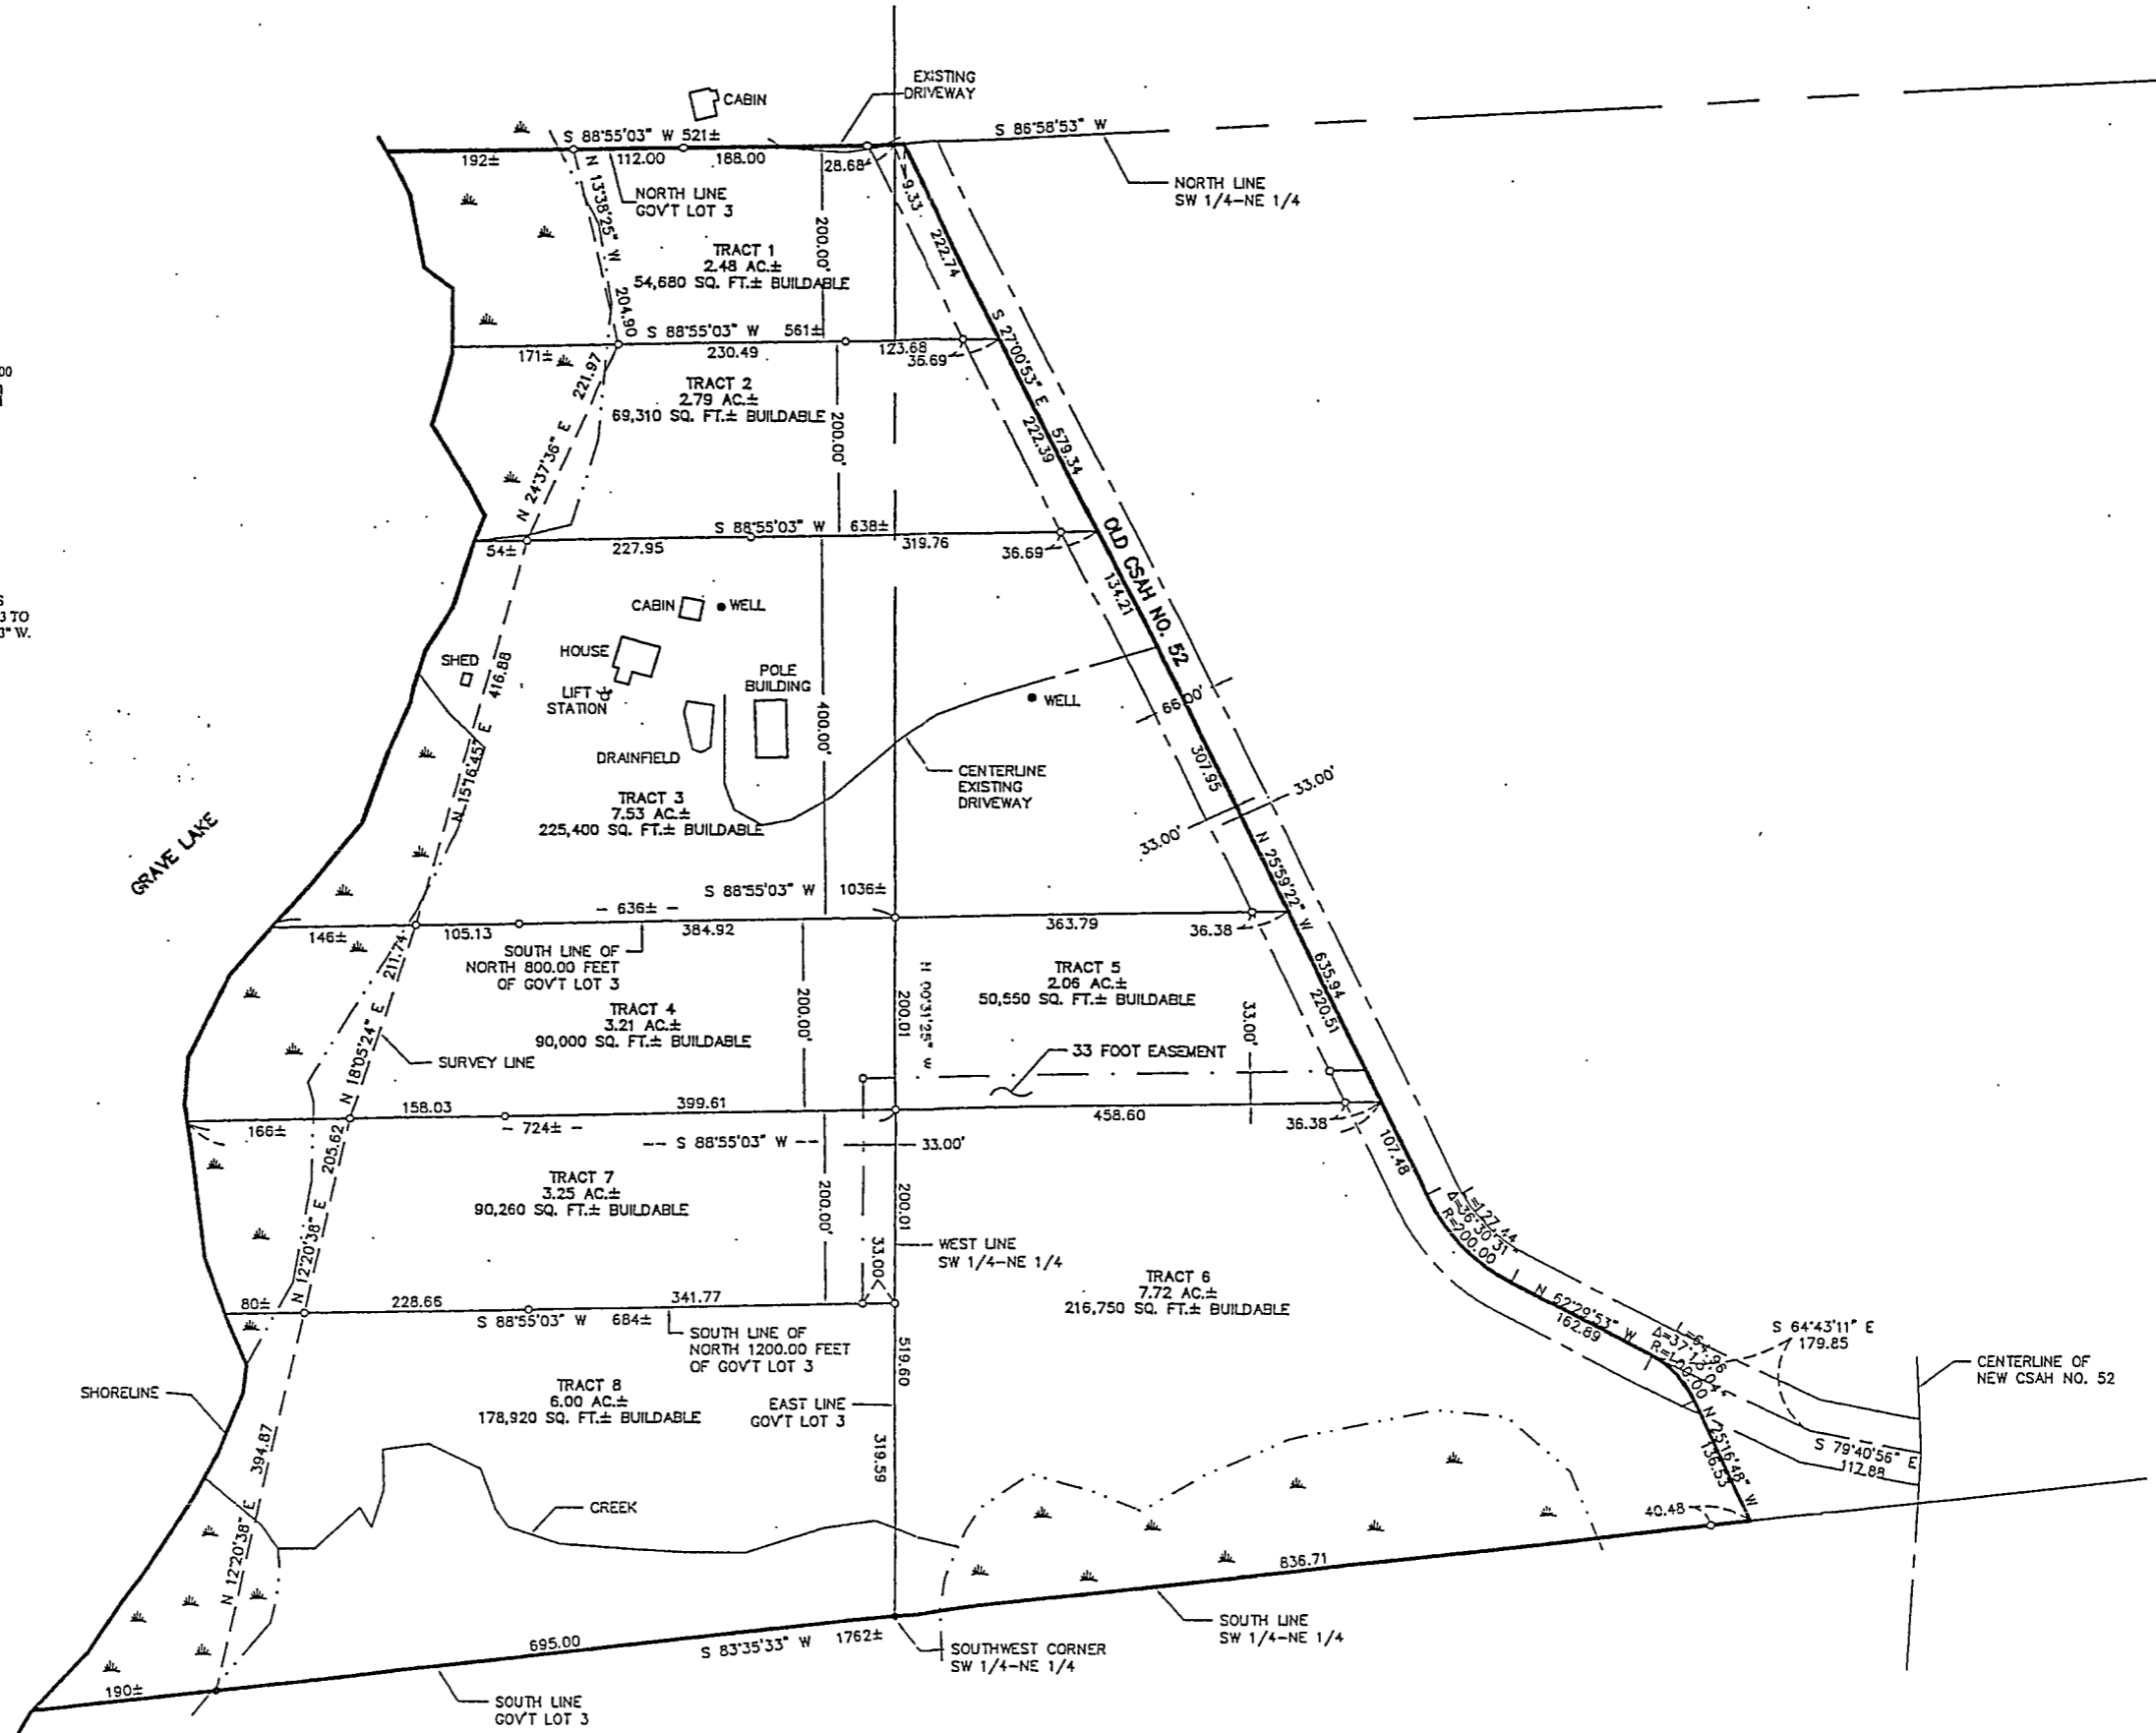 EXISTING
DRIVEWAY
CABIN
S 88°55'03" W 521±
S 86°58'53" W
192±
112.00
188.00
28.68
9.33
NORTH LINE
GOV'T LOT 3
NORTH LINE
SW 1/4-NE 1/4
N 13°38'25" W
204.90
200.00'
222.74
TRACT 1
2.48 AC.±
54,680 SQ. FT.± BUILDABLE
S 88°55'03" W 561±
171±
230.49
123.68
36.69
S 27°00'53" E
579.34
00
221.97
N 24°37'36" E
TRACT 2
2.79 AC.±
69,310 SQ. FT.± BUILDABLE
200.00'
222.39
S 88°55'03" W 638±
54±
227.95
319.76
36.69
OLD CSAH NO. 52
134.21
S
3 TO
3" W.
CABIN
WELL
HOUSE
SHED
LIFT
STATION
POLE
BUILDING
WELL
416.88
N 15°16'45" E
400.00'
66.00'
DRAINFIELD
CENTERLINE
EXISTING
DRIVEWAY
307.95
33.00'
33.00'
TRACT 3
7.53 AC.±
225,400 SQ. FT.± BUILDABLE
GRAVE LAKE
N 25°59'22" W
635.94
S 88°55'03" W 1036±
- 636± -
146±
105.13
384.92
363.79
36.38
SOUTH LINE OF
NORTH 800.00 FEET
OF GOV'T LOT 3
211.74
N 18°05'24" E
TRACT 4
3.21 AC.±
90,000 SQ. FT.± BUILDABLE
200.00'
200.01
N 00°31'25" W
TRACT 5
2.06 AC.±
50,550 SQ. FT.± BUILDABLE
33.00'
220.51
SURVEY LINE
33 FOOT EASEMENT
166±
158.03
399.61
458.60
36.38
- 724± -
-- S 88°55'03" W --
33.00'
107.48
205.62
N 12°20'38" E
TRACT 7
3.25 AC.±
90,260 SQ. FT.± BUILDABLE
200.00'
200.01
33.00
WEST LINE
SW 1/4-NE 1/4
L=127.44
Δ=36°30'31"
R=200.00
TRACT 6
7.72 AC.±
216,750 SQ. FT.± BUILDABLE
80±
228.66
341.77
S 88°55'03" W 684±
SOUTH LINE OF
NORTH 1200.00 FEET
OF GOV'T LOT 3
519.60
N 62°29'53" W
162.89
L=64.96
Δ=37°13'04"
R=100.00
S 64°43'11" E
179.85
CENTERLINE OF
NEW CSAH NO. 52
SHORELINE
TRACT 8
6.00 AC.±
178,920 SQ. FT.± BUILDABLE
EAST LINE
GOV'T LOT 3
394.87
N 12°20'38" E
319.59
N 25°16'48" W
136.53
S 79°40'56" E
117.88
CREEK
40.48
836.71
SOUTH LINE
SW 1/4-NE 1/4
695.00
S 83°35'33" W 1762±
SOUTHWEST CORNER
SW 1/4-NE 1/4
190±
SOUTH LINE
GOV'T LOT 3